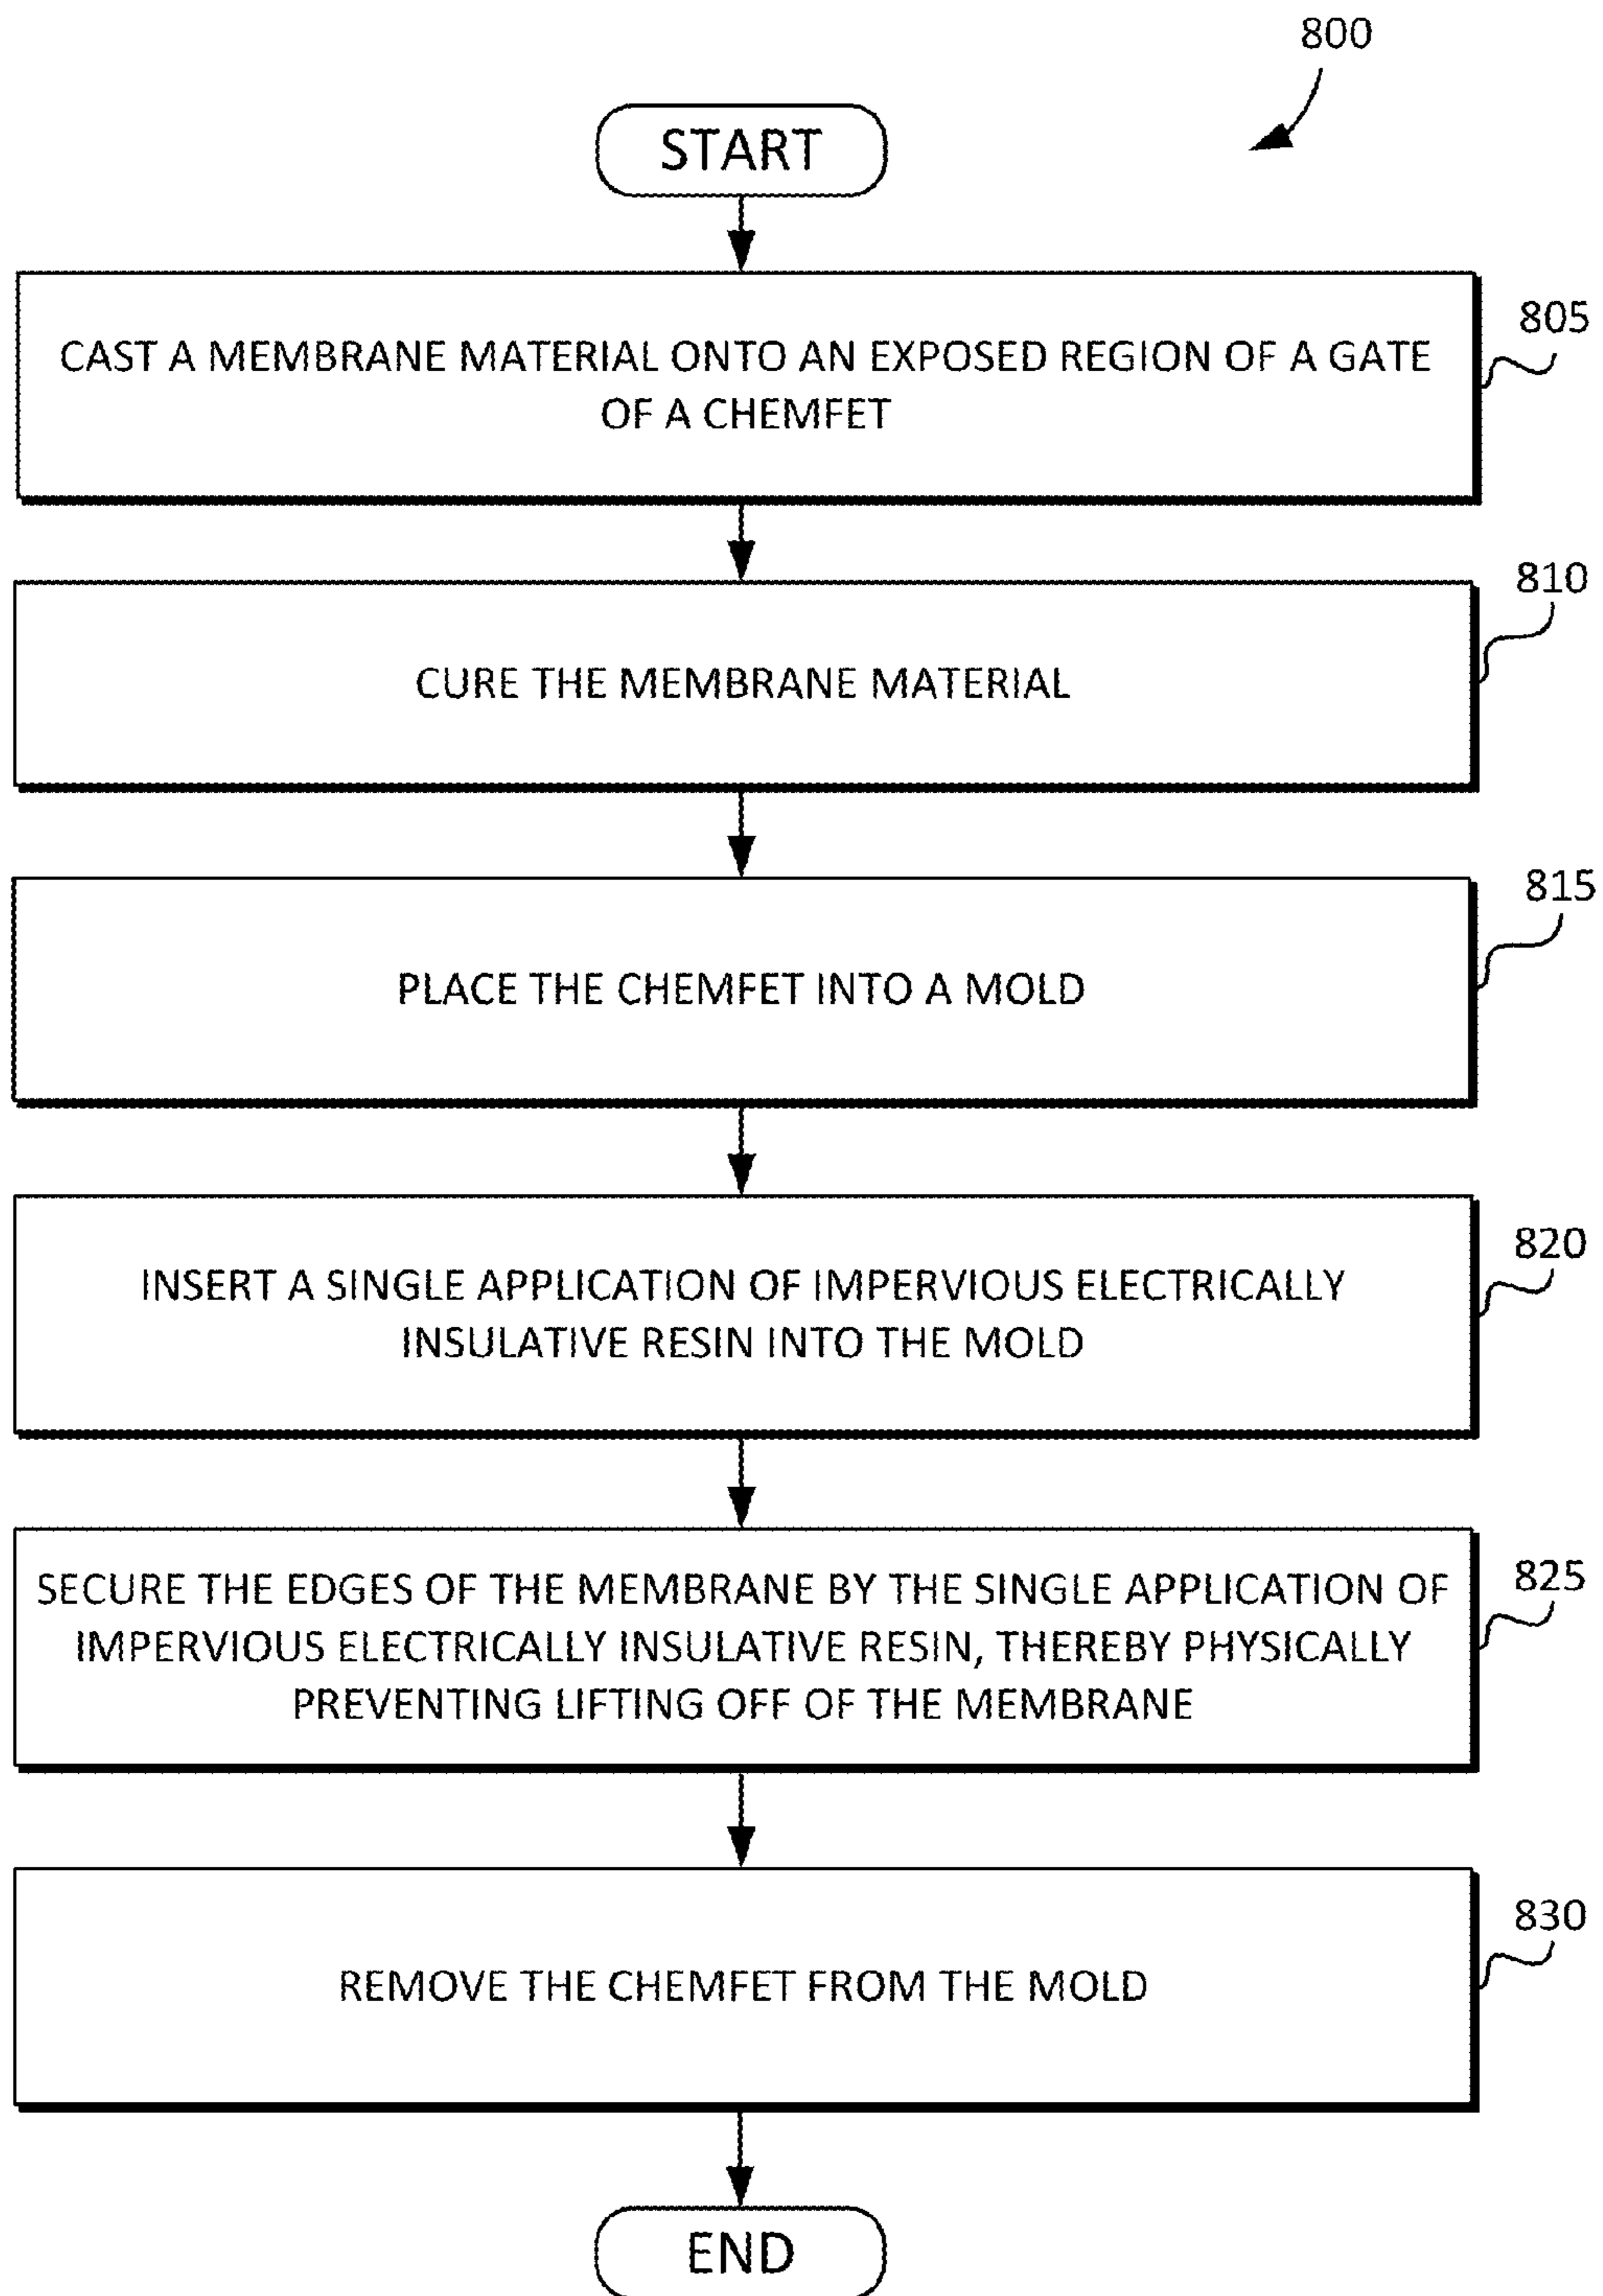 800
START
CAST A MEMBRANE MATERIAL ONTO AN EXPOSED REGION OF A GATE
OF A CHEMFET
805
CURE THE MEMBRANE MATERIAL
810
PLACE THE CHEMFET INTO A MOLD
815
INSERT A SINGLE APPLICATION OF IMPERVIOUS ELECTRICALLY
INSULATIVE RESIN INTO THE MOLD
820
SECURE THE EDGES OF THE MEMBRANE BY THE SINGLE APPLICATION OF
IMPERVIOUS ELECTRICALLY INSULATIVE RESIN, THEREBY PHYSICALLY
PREVENTING LIFTING OFF OF THE MEMBRANE
825
REMOVE THE CHEMFET FROM THE MOLD
830
END